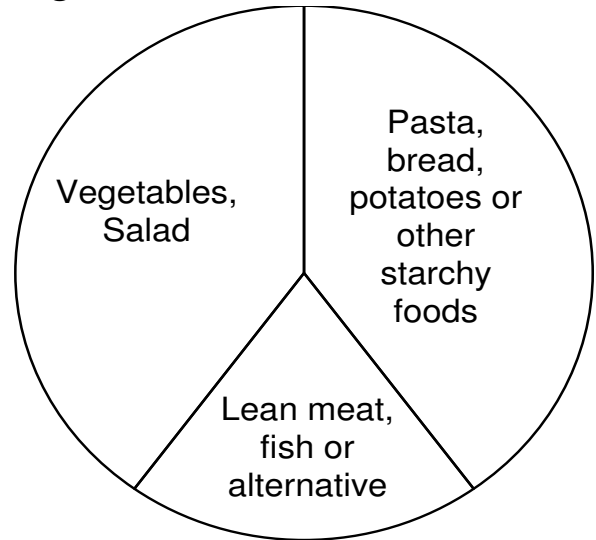 Vegetables,
Salad
Pasta,
bread,
potatoes or
other
starchy
foods
Lean meat,
fish or
alternative